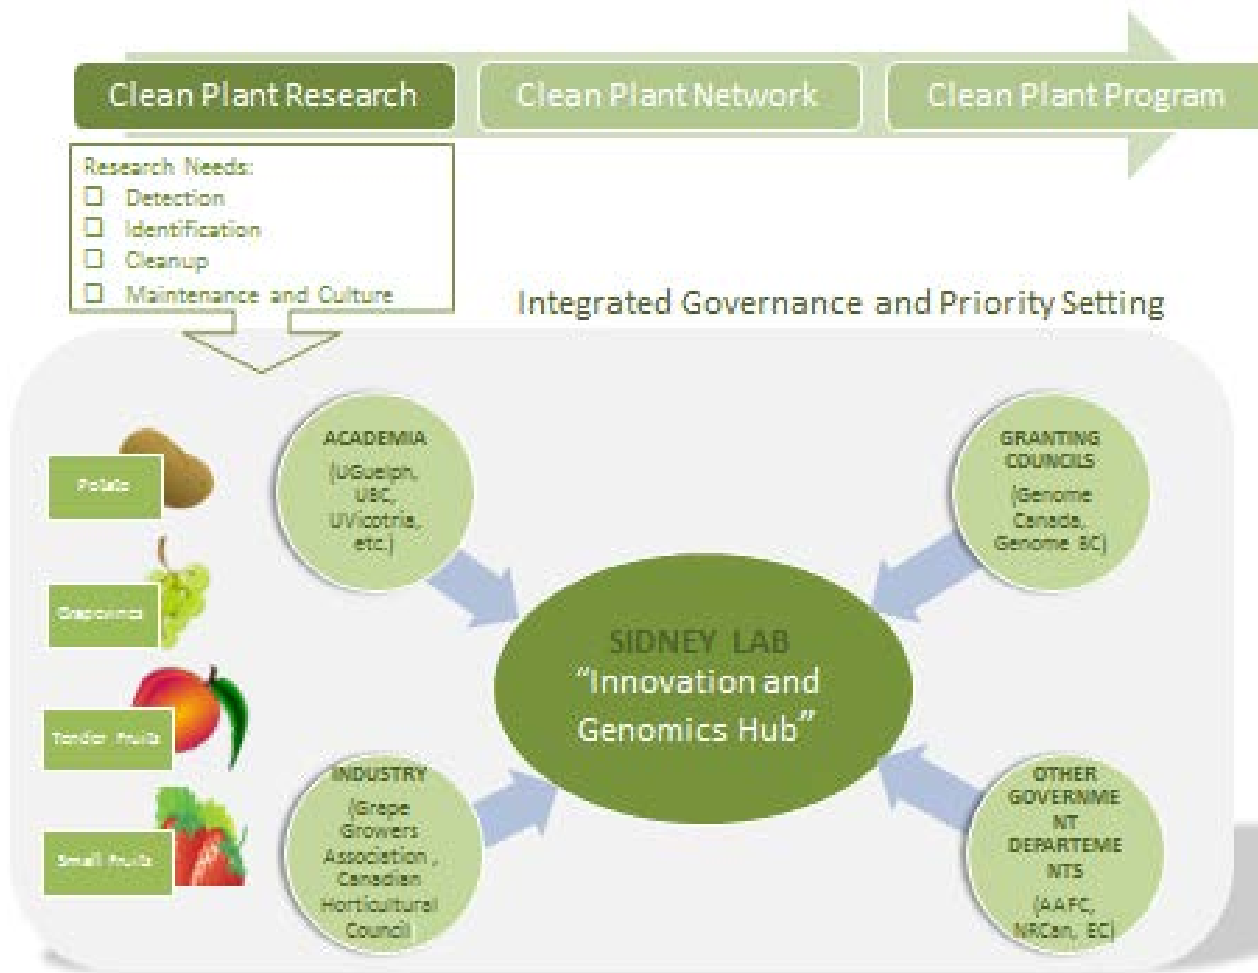 Clean Plant Research
Clean Plant Network
Clean Plant Program
Research Needs:
Detection
Identification
Cleanup
Maintenance and Culture
Integrated Governance and Priority Setting
Potato
Grapevines
Tender Fruits
Small Fruits
ACADEMIA
(UGuelph,
UBC,
UVicotria,
etc.)
GRANTING
COUNCILS
(Genome
Canada,
Genome BC)
SIDNEY LAB
“Innovation and
Genomics Hub”
INDUSTRY
(Grape
Growers
Association ,
Canadian
Horticultural
Council)
OTHER
GOVERNME
NT
DEPARTEME
NTS
(AAFC,
NRCan, EC)